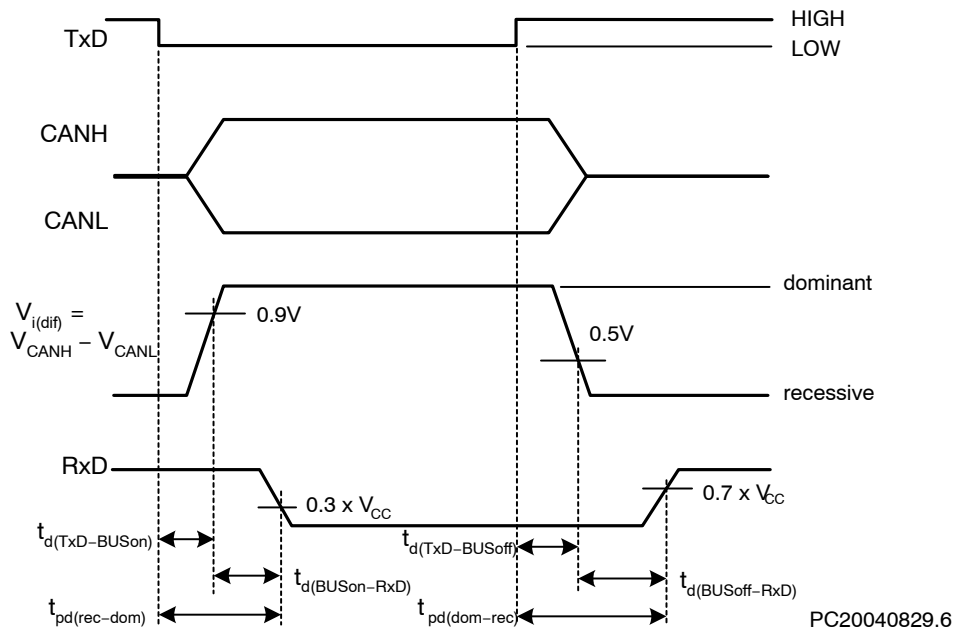 TxD
HIGH
LOW
CANH
CANL
dominant
V_i(dif) =
V_CANH – V_CANL
0.9V
0.5V
recessive
RxD
0.3 x V_CC
0.7 x V_CC
t_d(TxD–BUSon)
t_d(TxD–BUSoff)
t_d(BUSon–RxD)
t_d(BUSoff–RxD)
t_pd(rec–dom)
t_pd(dom–rec)
PC20040829.6